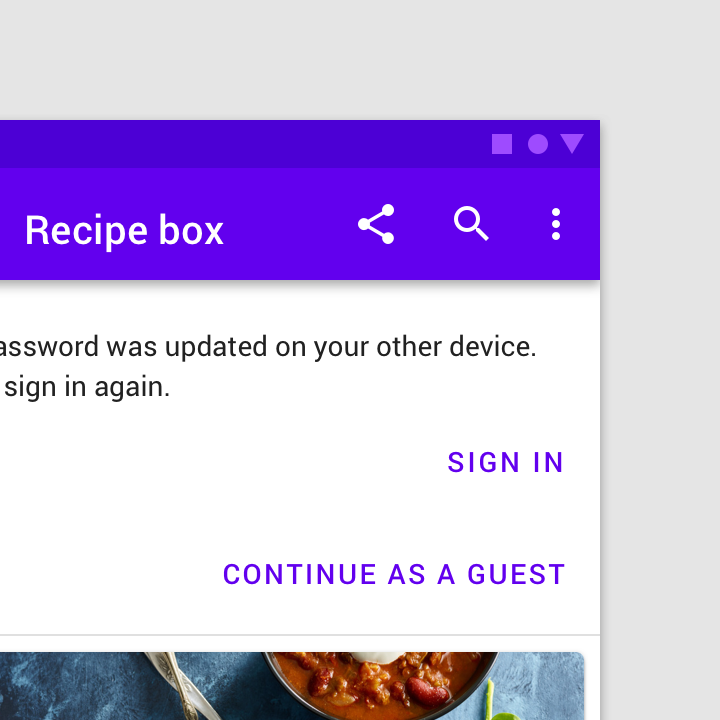 Recipe box
assword was updated on your other device.
sign in again.
SIGN IN
CONTINUE AS A GUEST